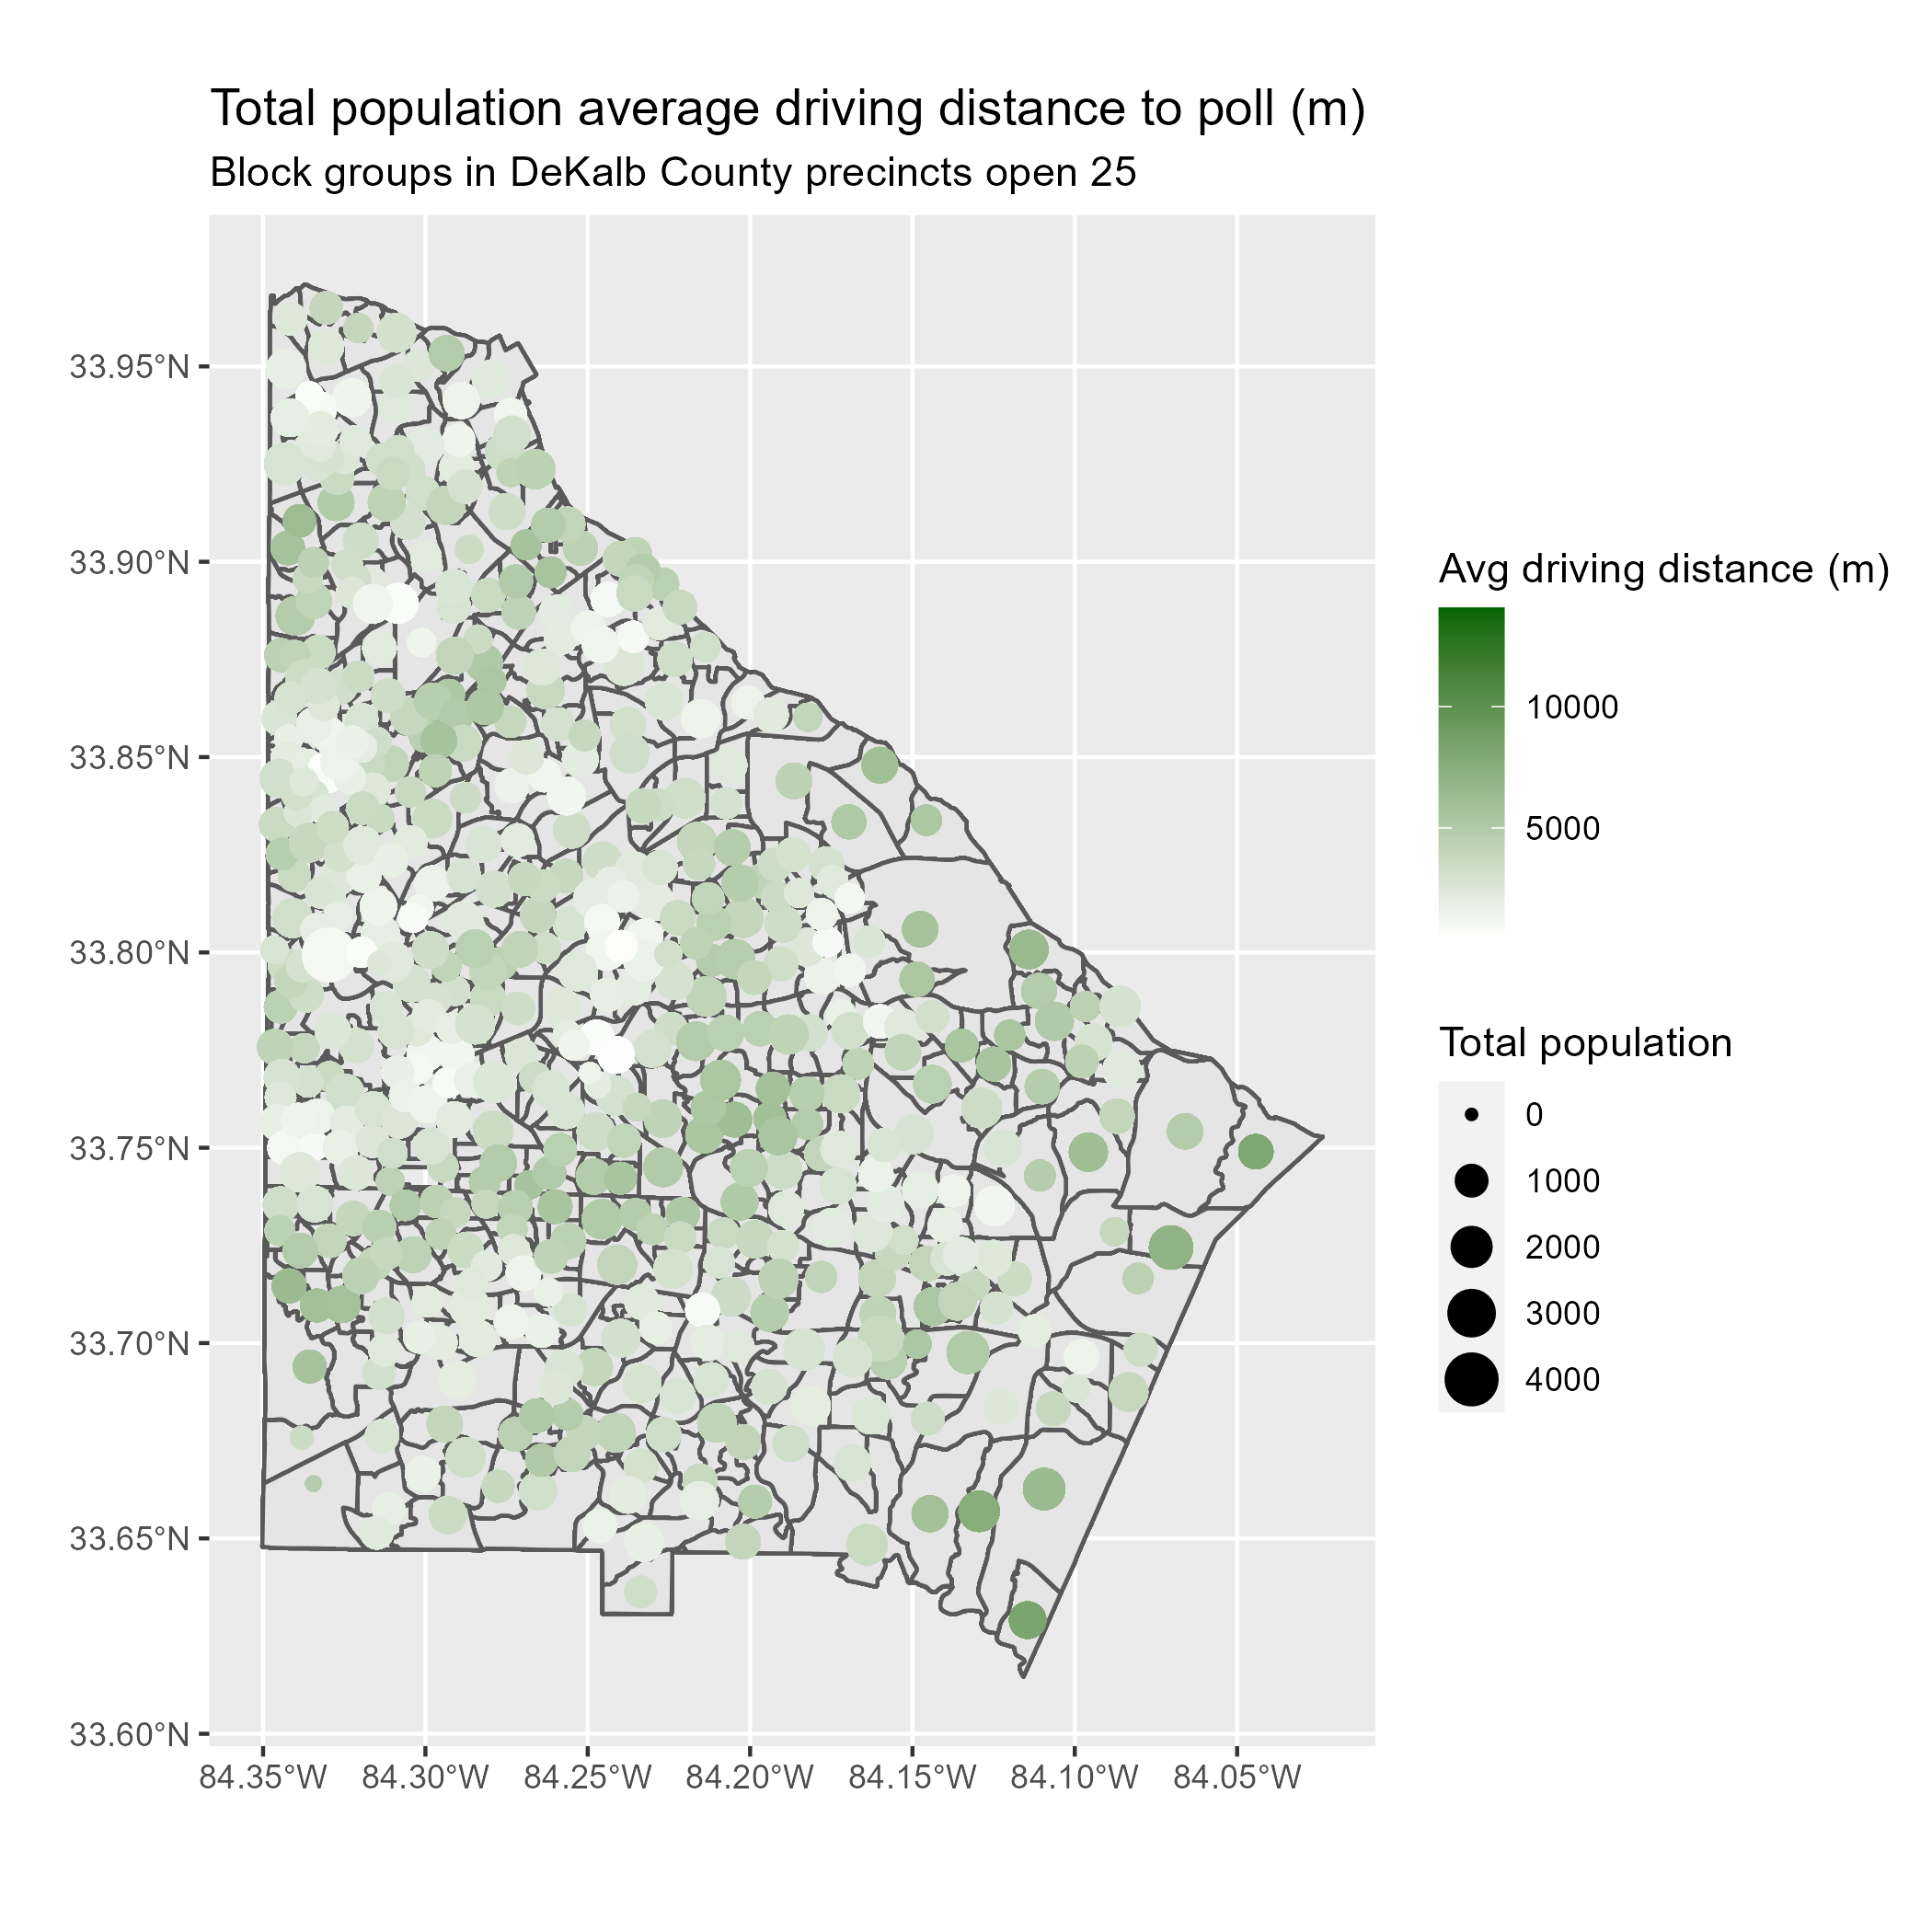 Total population average driving distance to poll (m)
Block groups in DeKalb County precincts open 25
33.95°N
33.90°N
33.85°N
33.80°N
33.75°N
33.70°N
33.65°N
33.60°N
84.35°W 84.30°W 84.25°W 84.20°W 84.15°W 84.10°W 84.05°W
Avg driving distance (m)
10000
5000
Total population
0
1000
2000
3000
4000